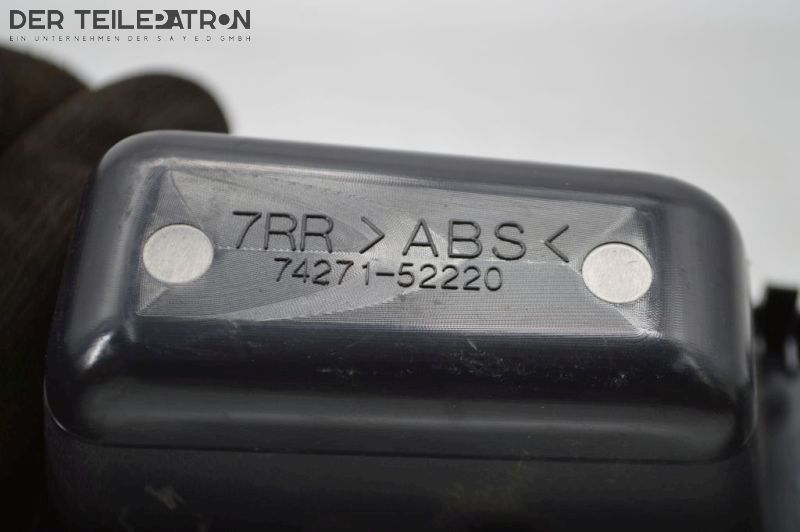 DER TEILEPATRON
EIN UNTERNEHMEN DER S A Y E.D GMBH
7RR > ABS <
74271-52220